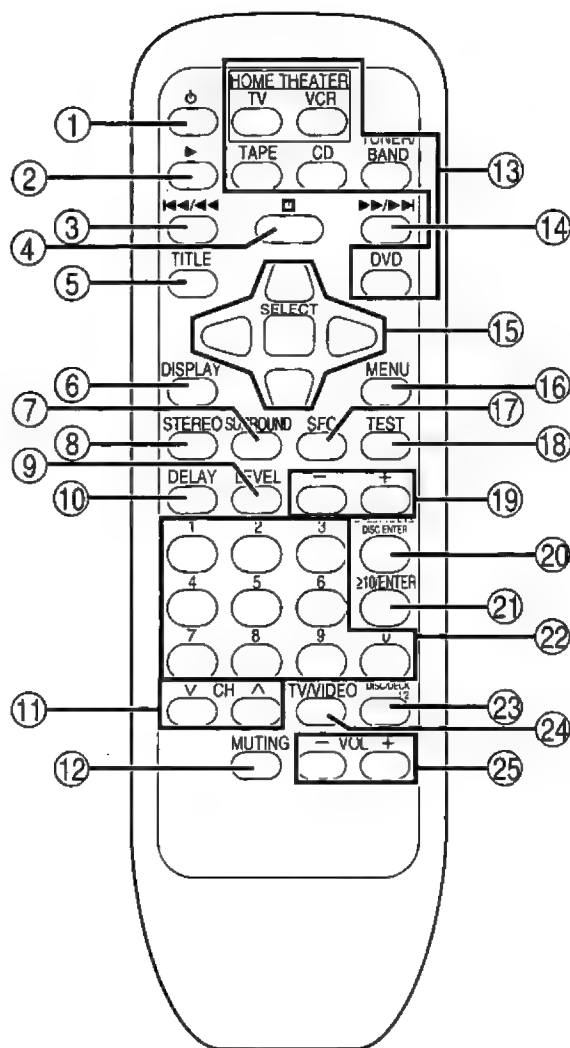 HOME THEATER
TV VCR
① ⏻
② ▶ TAPE CD TUNER/
BAND ⑬
③ |◀◀/◀◀ ▶▶/▶▶| ⑭
④ □
⑤ TITLE DVD
SELECT ⑮
⑥ DISPLAY MENU ⑯
⑦ ⑰
⑧ STEREO SURROUND SFC TEST ⑱
⑨
⑩ DELAY LEVEL − + ⑲
1 2 3 DISC ENTER ⑳
4 5 6 ≥10/ENTER ㉑
7 8 9 0 ㉒
⑪ ∨ CH ∧ TV/VIDEO DISC/DECK ㉓
㉔
⑫ MUTING − VOL + ㉕